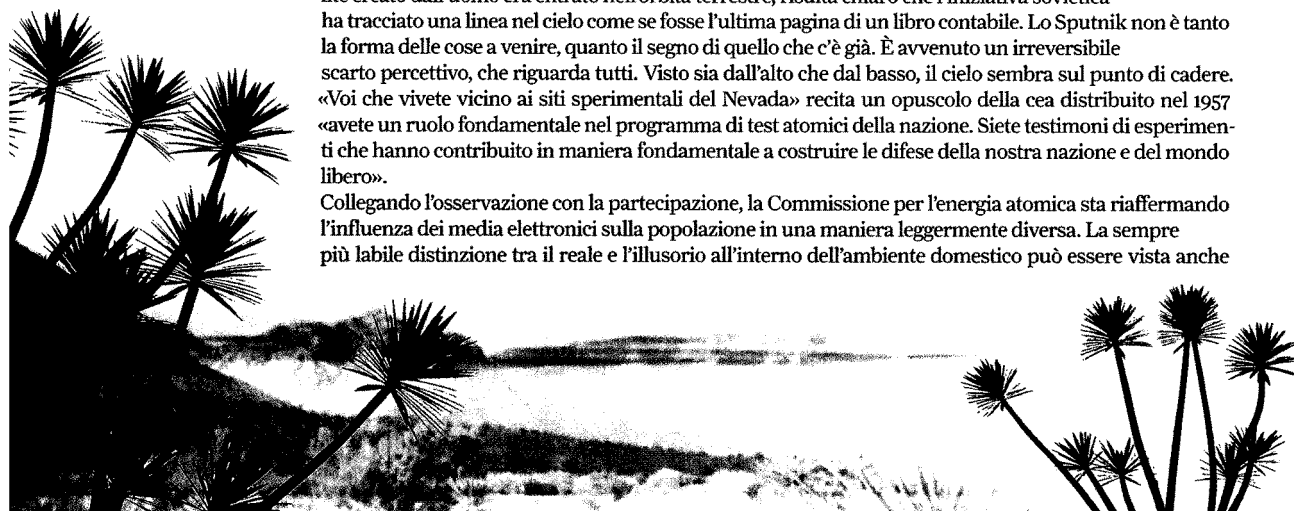 ha tracciato una linea nel cielo come se fosse l'ultima pagina di un libro contabile. Lo Sputnik non è tanto
la forma delle cose a venire, quanto il segno di quello che c'è già. È avvenuto un irreversibile
scarto percettivo, che riguarda tutti. Visto sia dall'alto che dal basso, il cielo sembra sul punto di cadere.
«Voi che vivete vicino ai siti sperimentali del Nevada» recita un opuscolo della cea distribuito nel 1957
«avete un ruolo fondamentale nel programma di test atomici della nazione. Siete testimoni di esperimen-
ti che hanno contribuito in maniera fondamentale a costruire le difese della nostra nazione e del mondo
libero».
Collegando l'osservazione con la partecipazione, la Commissione per l'energia atomica sta riaffermando
l'influenza dei media elettronici sulla popolazione in una maniera leggermente diversa. La sempre
più labile distinzione tra il reale e l'illusorio all'interno dell'ambiente domestico può essere vista anche